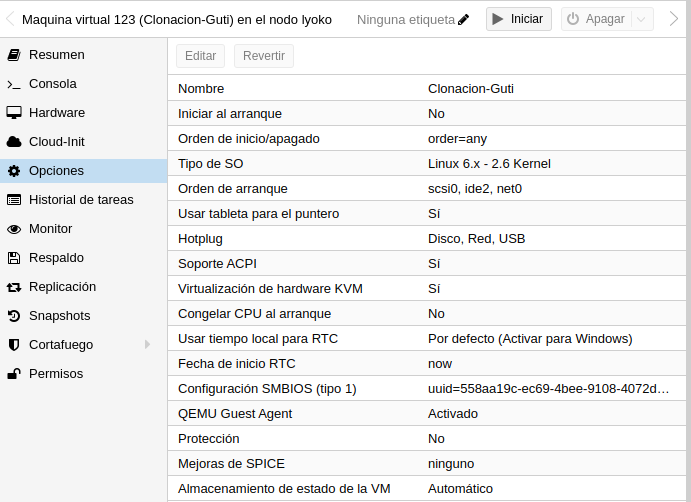 Maquina virtual 123 (Clonacion-Guti) en el nodo lyoko Ninguna etiqueta Iniciar Apagar
Resumen
Consola
Hardware
Cloud-Init
Opciones
Historial de tareas
Monitor
Respaldo
Replicación
Snapshots
Cortafuego
Permisos
Editar Revertir
Nombre Clonacion-Guti
Iniciar al arranque No
Orden de inicio/apagado order=any
Tipo de SO Linux 6.x - 2.6 Kernel
Orden de arranque scsi0, ide2, net0
Usar tableta para el puntero Sí
Hotplug Disco, Red, USB
Soporte ACPI Sí
Virtualización de hardware KVM Sí
Congelar CPU al arranque No
Usar tiempo local para RTC Por defecto (Activar para Windows)
Fecha de inicio RTC now
Configuración SMBIOS (tipo 1) uuid=558aa19c-ec69-4bee-9108-4072d...
QEMU Guest Agent Activado
Protección No
Mejoras de SPICE ninguno
Almacenamiento de estado de la VM Automático